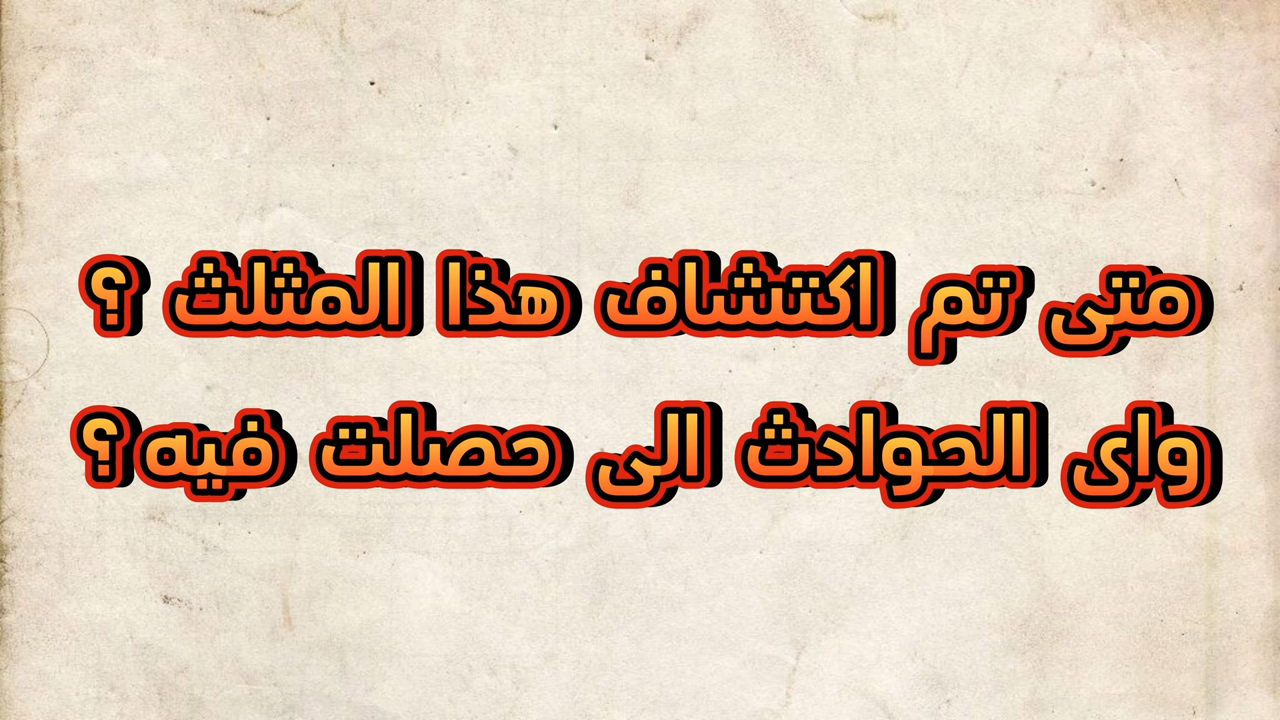 متى تم اكتشاف هذا المثلث ؟
واى الحوادث الى حصلت فيه ؟